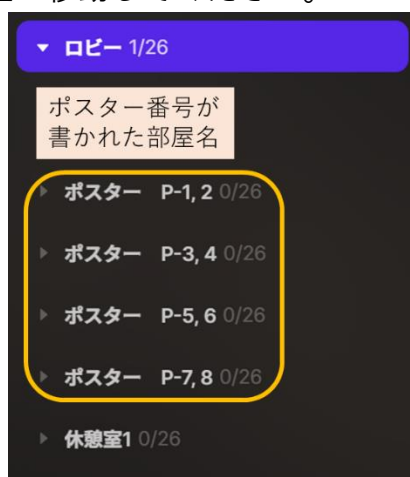 ▼ ロビー 1/26
ポスター番号が
書かれた部屋名
▶ ポスター　P-1, 2 0/26
▶ ポスター　P-3, 4 0/26
▶ ポスター　P-5, 6 0/26
▶ ポスター　P-7, 8 0/26
▶ 休憩室1 0/26